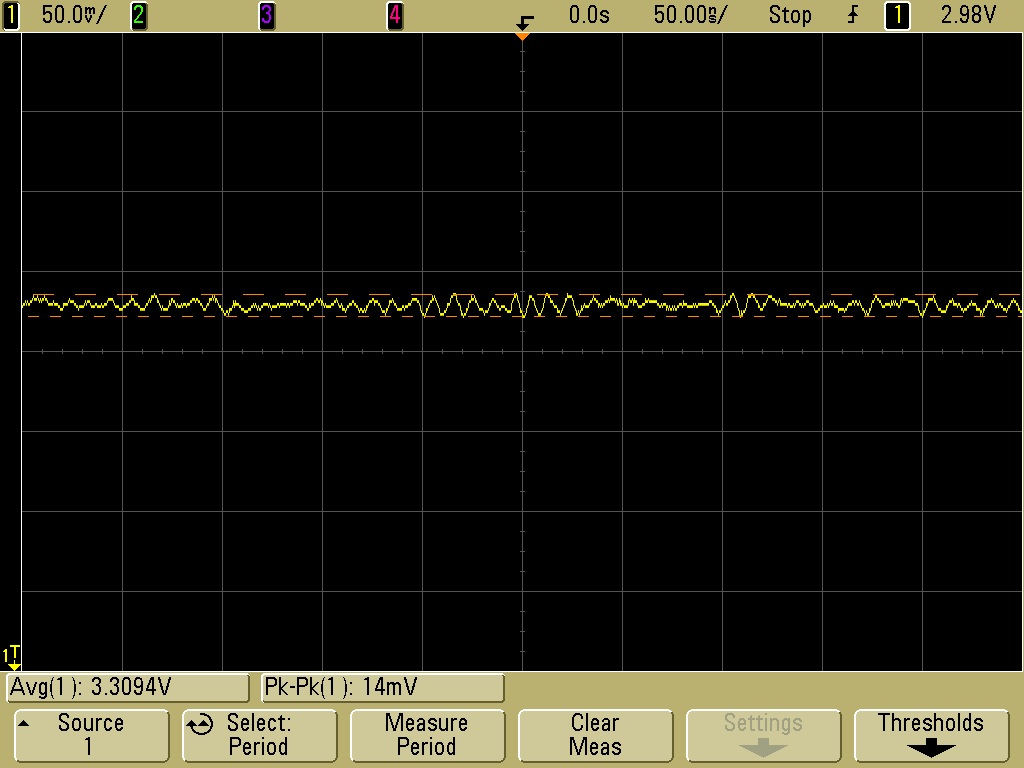 1 50.0mV/ 2 3 4 0.0s 50.00ns/ Stop 1 2.98V
1T
Avg(1): 3.3094V Pk-Pk(1): 14mV
Source Select: Measure Clear Settings Thresholds
1 Period Period Meas